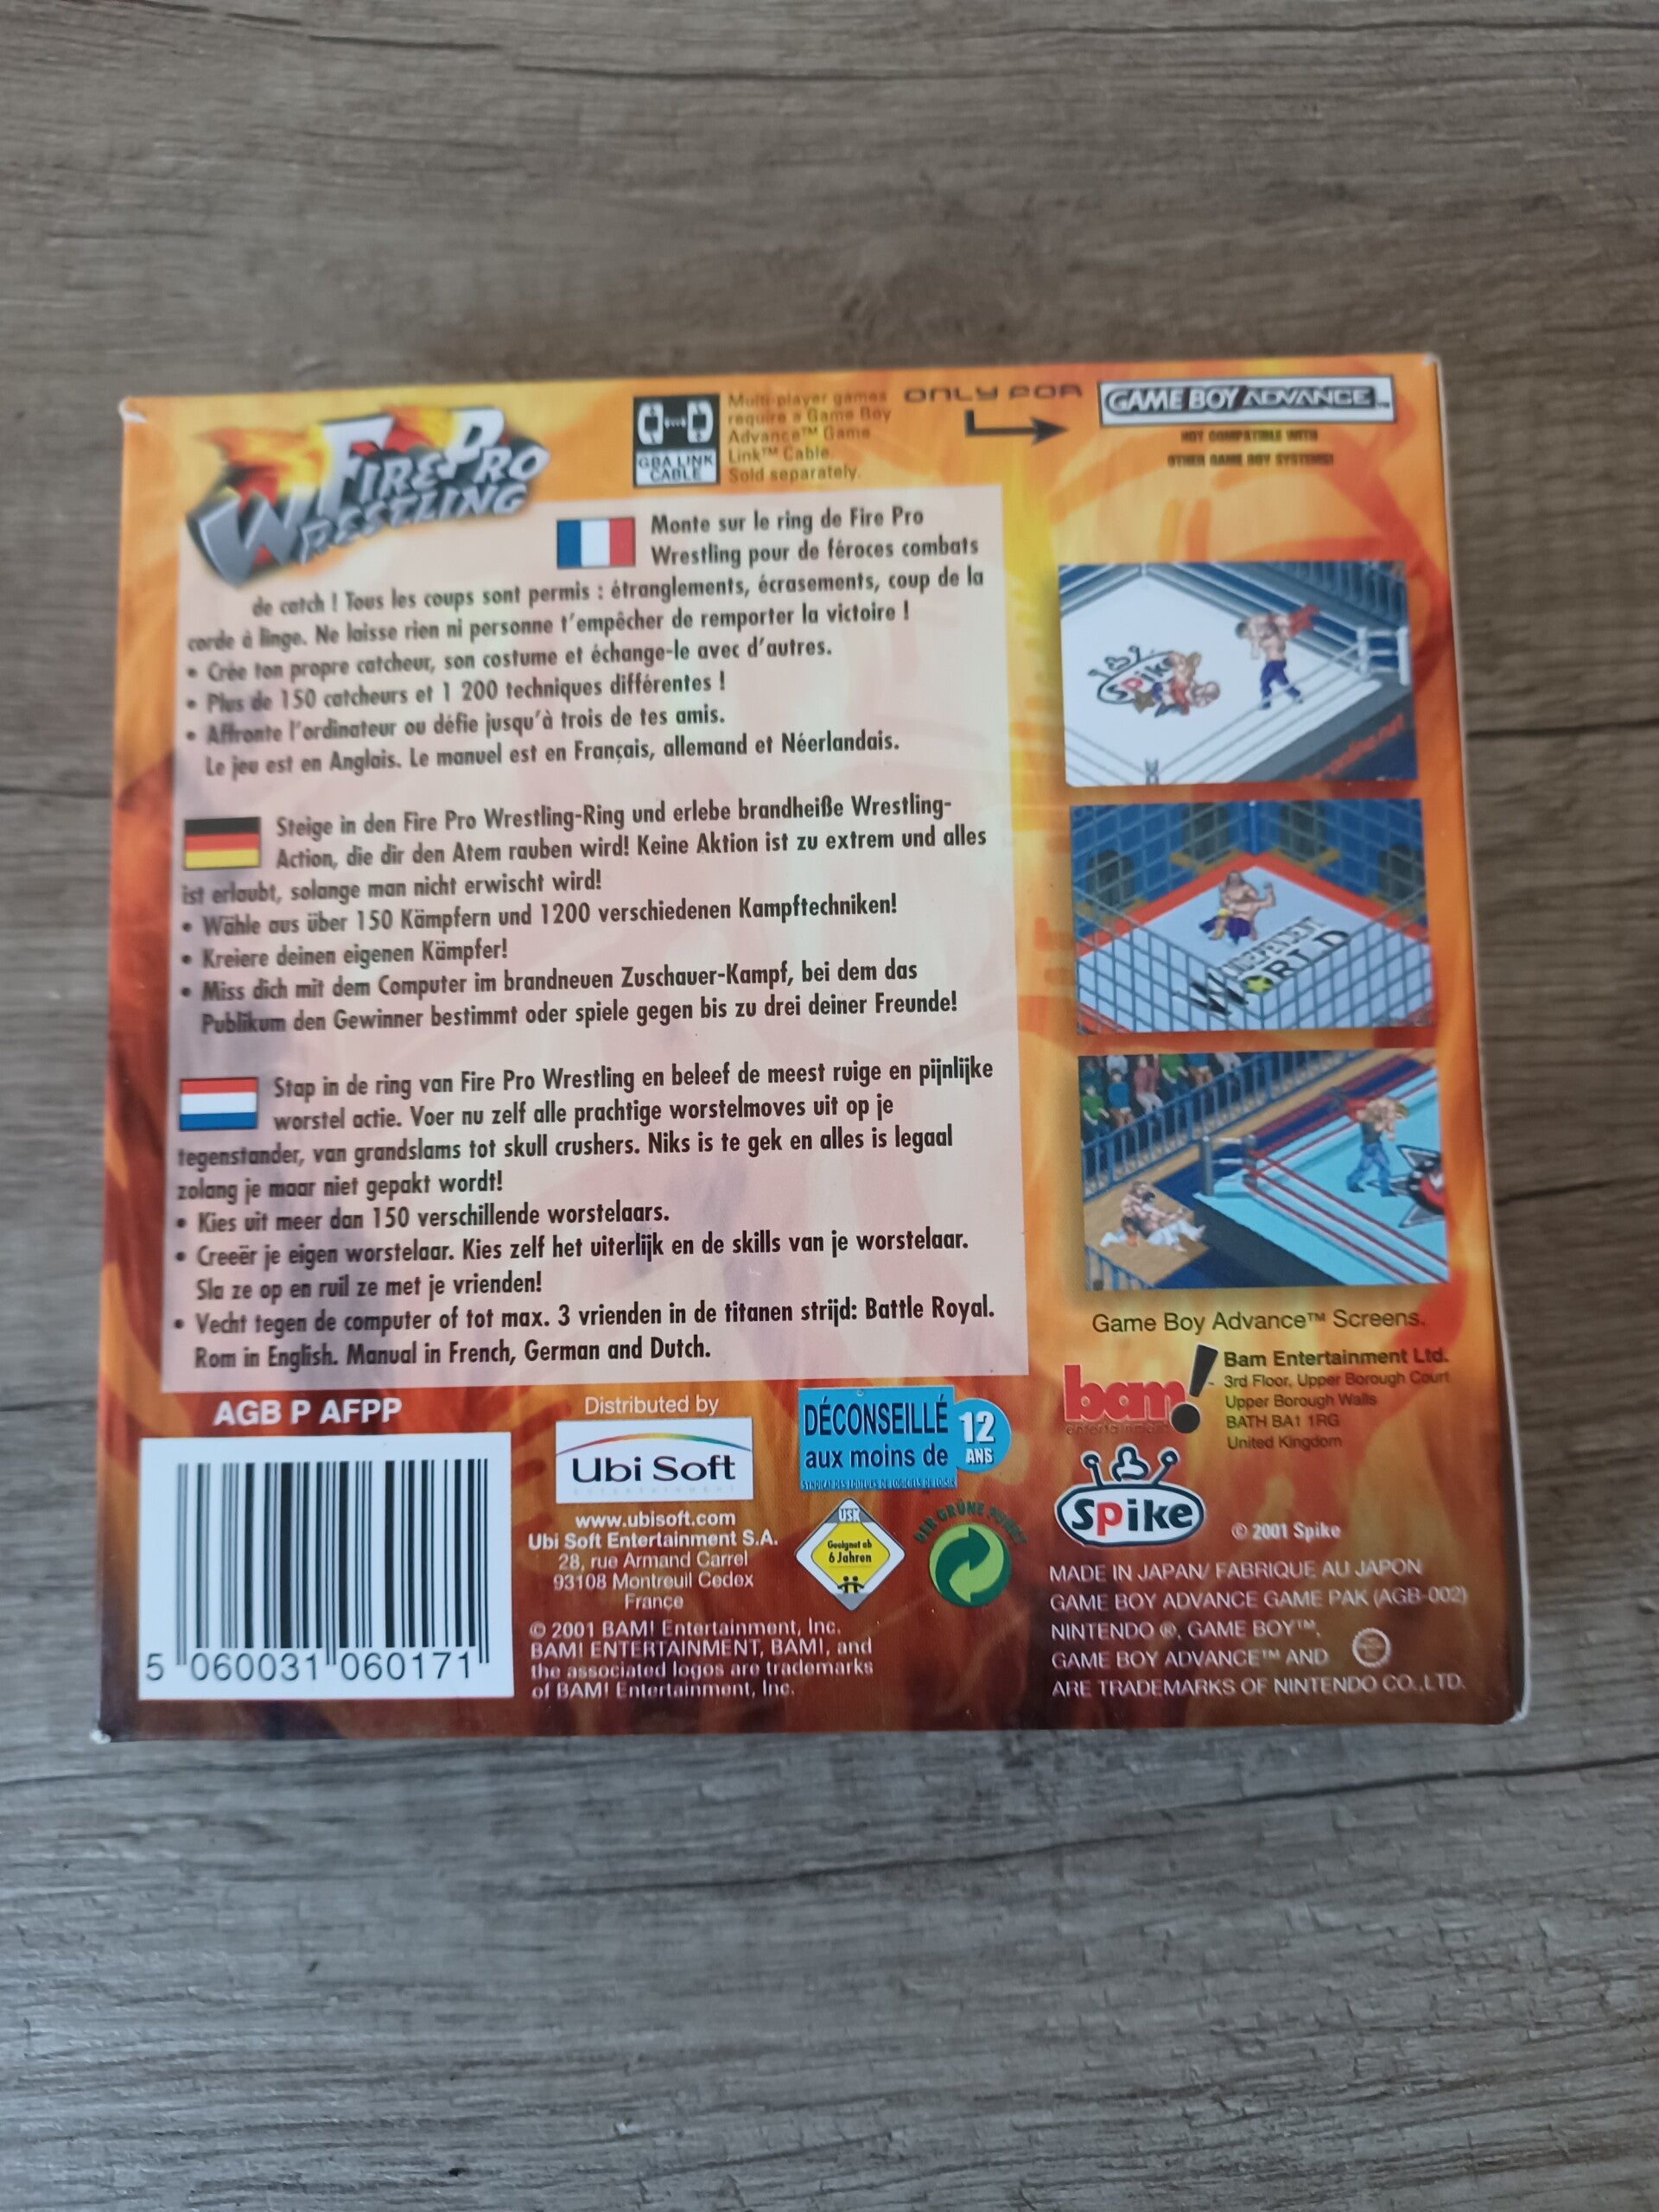 FIRE PRO
WRESTLING
GBA LINK
CABLE
Multi-player games
require a Game Boy
Advance™ Game
Link™ Cable.
Sold separately.
ONLY FOR
GAME BOY ADVANCE™
NOT COMPATIBLE WITH
OTHER GAME BOY SYSTEMS!
Monte sur le ring de Fire Pro
Wrestling pour de féroces combats
de catch ! Tous les coups sont permis : étranglements, écrasements, coup de la
corde à linge. Ne laisse rien ni personne t'empêcher de remporter la victoire !
• Crée ton propre catcheur, son costume et échange-le avec d'autres.
• Plus de 150 catcheurs et 1 200 techniques différentes !
• Affronte l'ordinateur ou défie jusqu'à trois de tes amis.
Le jeu est en Anglais. Le manuel est en Français, allemand et Néerlandais.
Steige in den Fire Pro Wrestling-Ring und erlebe brandheiße Wrestling-
Action, die dir den Atem rauben wird! Keine Aktion ist zu extrem und alles
ist erlaubt, solange man nicht erwischt wird!
• Wähle aus über 150 Kämpfern und 1200 verschiedenen Kampftechniken!
• Kreiere deinen eigenen Kämpfer!
• Miss dich mit dem Computer im brandneuen Zuschauer-Kampf, bei dem das
Publikum den Gewinner bestimmt oder spiele gegen bis zu drei deiner Freunde!
Stap in de ring van Fire Pro Wrestling en beleef de meest ruige en pijnlijke
worstel actie. Voer nu zelf alle prachtige worstelmoves uit op je
tegenstander, van grandslams tot skull crushers. Niks is te gek en alles is legaal
zolang je maar niet gepakt wordt!
• Kies uit meer dan 150 verschillende worstelaars.
• Creeër je eigen worstelaar. Kies zelf het uiterlijk en de skills van je worstelaar.
Sla ze op en ruil ze met je vrienden!
• Vecht tegen de computer of tot max. 3 vrienden in de titanen strijd: Battle Royal.
Rom in English. Manual in French, German and Dutch.
Spike
INDEPENDENT
WORLD
Game Boy Advance™ Screens.
AGB P AFPP
5 060031 060171
Distributed by
Ubi Soft
ENTERTAINMENT
www.ubisoft.com
Ubi Soft Entertainment S.A.
28, rue Armand Carrel
93108 Montreuil Cedex
France
© 2001 BAM! Entertainment, Inc.
BAM! ENTERTAINMENT, BAM!, and
the associated logos are trademarks
of BAM! Entertainment, Inc.
DÉCONSEILLÉ
aux moins de
12
ANS
SYNDICAT DES EDITEURS DE LOGICIELS DE LOISIR
USK
Geeignet ab
6 Jahren
DER GRÜNE PUNKT
bam!
entertainment
Bam Entertainment Ltd.
3rd Floor, Upper Borough Court
Upper Borough Walls
BATH BA1 1RG
United Kingdom
Spike
© 2001 Spike
MADE IN JAPAN/ FABRIQUE AU JAPON
GAME BOY ADVANCE GAME PAK (AGB-002)
NINTENDO ®, GAME BOY™,
GAME BOY ADVANCE™ AND
ARE TRADEMARKS OF NINTENDO CO.,LTD.